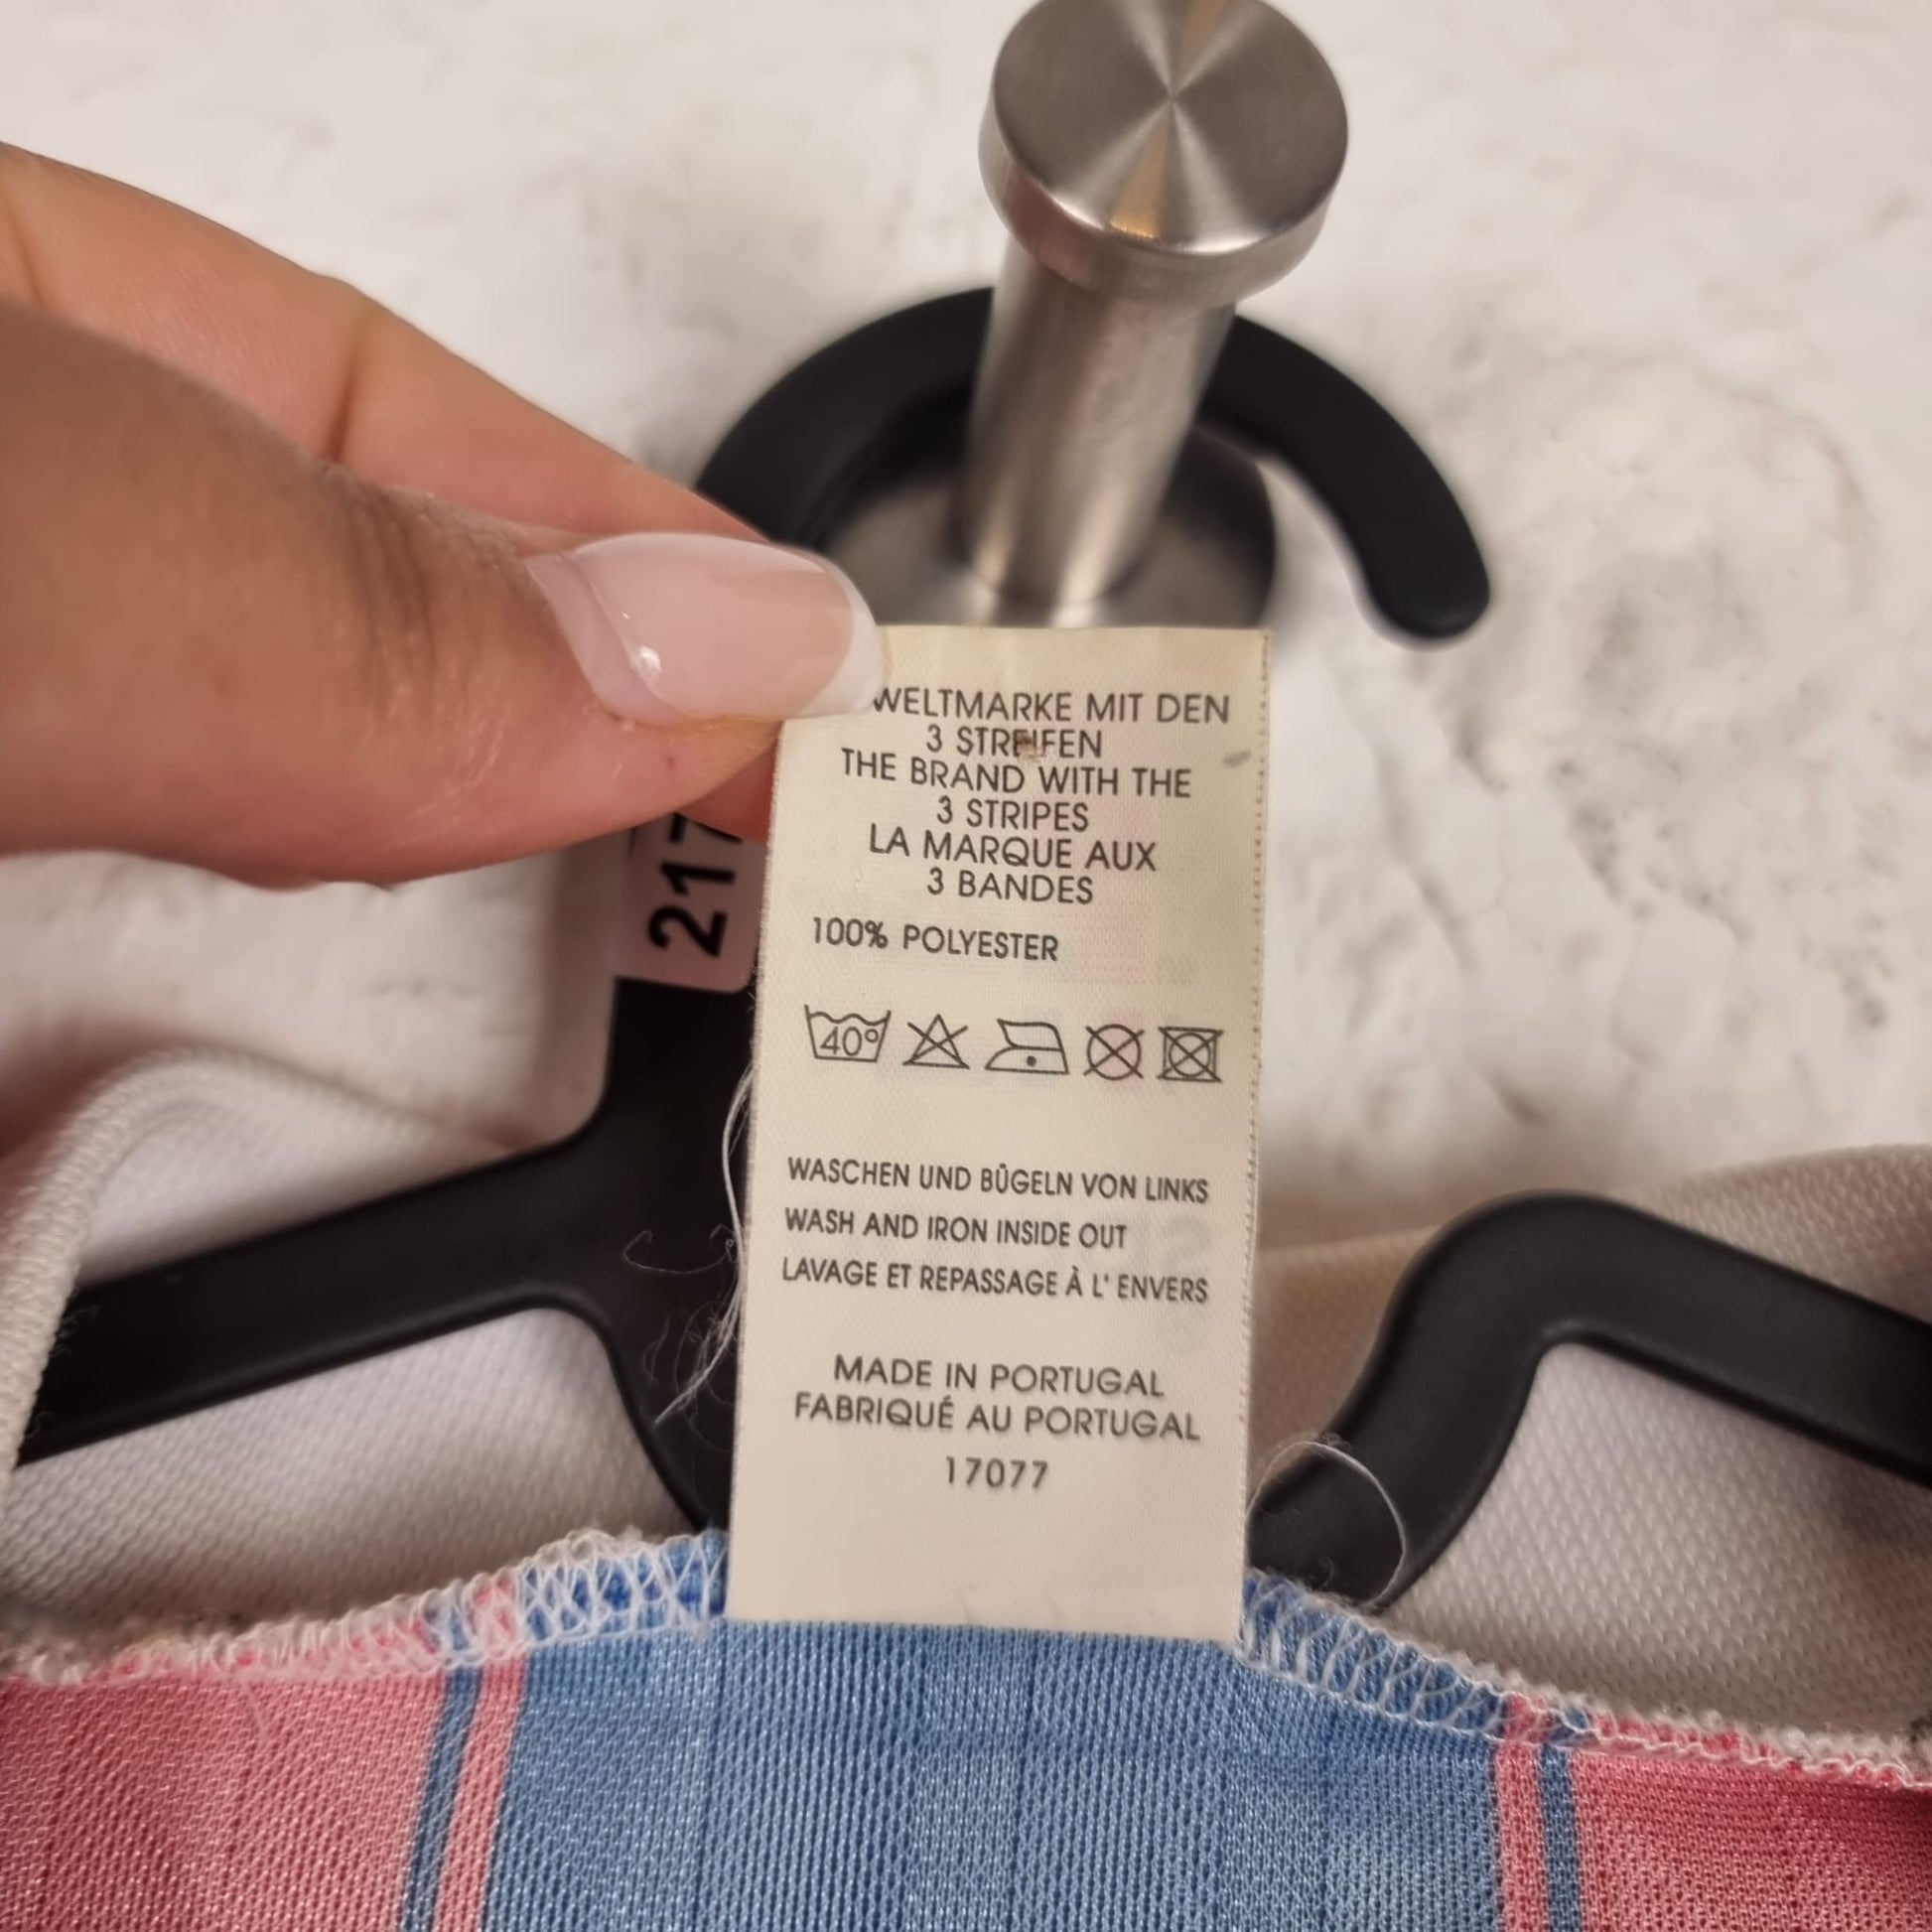 WELTMARKE MIT DEN
3 STREIFEN
THE BRAND WITH THE
3 STRIPES
LA MARQUE AUX
3 BANDES
100% POLYESTER
40°
WASCHEN UND BÛGELN VON LINKS
WASH AND IRON INSIDE OUT
LAVAGE ET REPASSAGE À L' ENVERS
MADE IN PORTUGAL
FABRIQUÉ AU PORTUGAL
17077
217